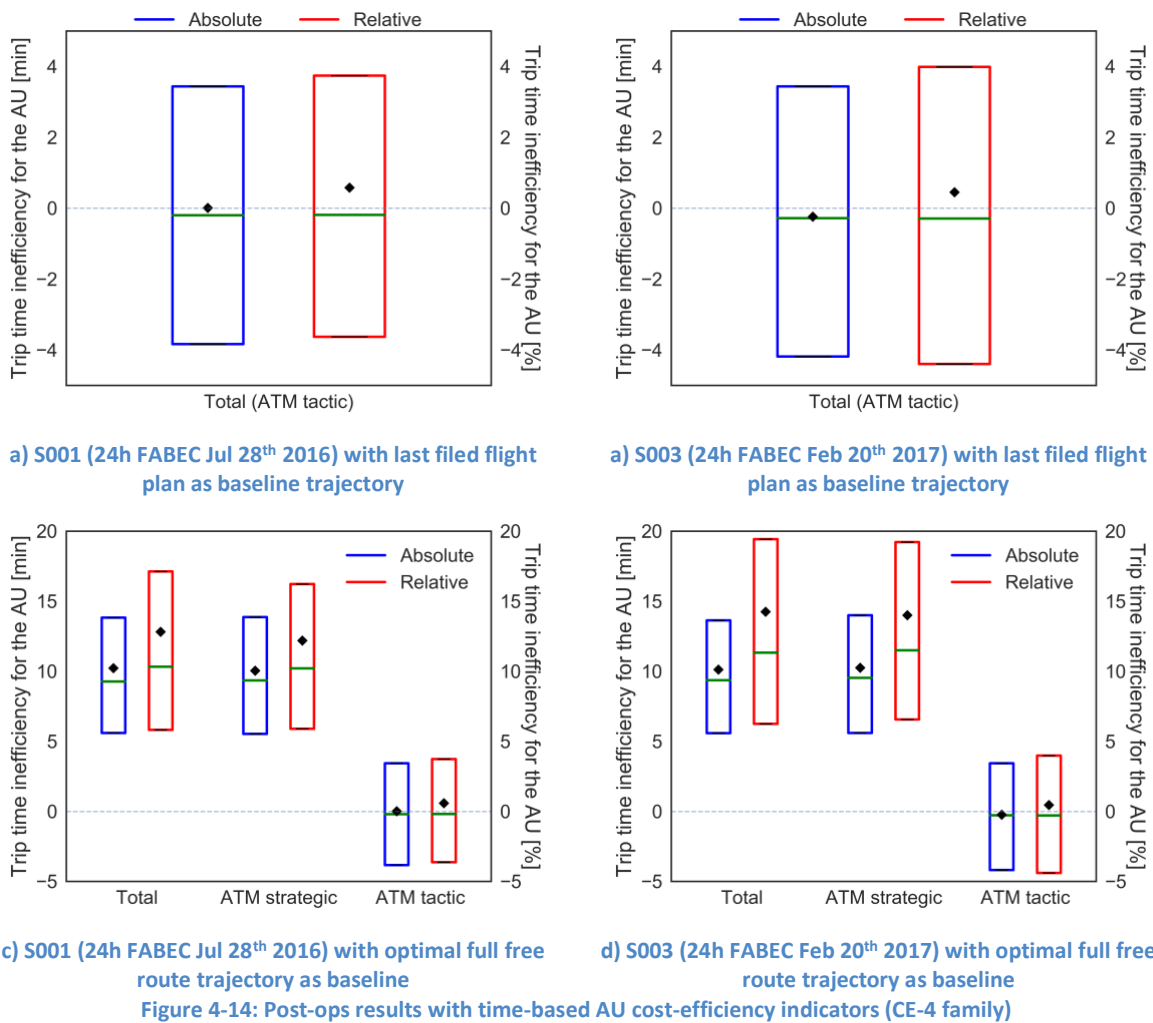 Absolute Relative
Trip time inefficiency for the AU [min]
4
2
0
−2
−4
4
2
0
−2
−4
Trip time inefficiency for the AU [%]
Total (ATM tactic)
a) S001 (24h FABEC Jul 28th 2016) with last filed flight
plan as baseline trajectory
Absolute Relative
Trip time inefficiency for the AU [min]
4
2
0
−2
−4
4
2
0
−2
−4
Trip time inefficiency for the AU [%]
Total (ATM tactic)
a) S003 (24h FABEC Feb 20th 2017) with last filed flight
plan as baseline trajectory
Trip time inefficiency for the AU [min]
20
15
10
5
0
−5
Absolute
Relative
20
15
10
5
0
−5
Trip time inefficiency for the AU [%]
Total ATM strategic ATM tactic
c) S001 (24h FABEC Jul 28th 2016) with optimal full free
route trajectory as baseline
Trip time inefficiency for the AU [min]
20
15
10
5
0
−5
Absolute
Relative
20
15
10
5
0
−5
Trip time inefficiency for the AU [%]
Total ATM strategic ATM tactic
d) S003 (24h FABEC Feb 20th 2017) with optimal full free
route trajectory as baseline
Figure 4-14: Post-ops results with time-based AU cost-efficiency indicators (CE-4 family)